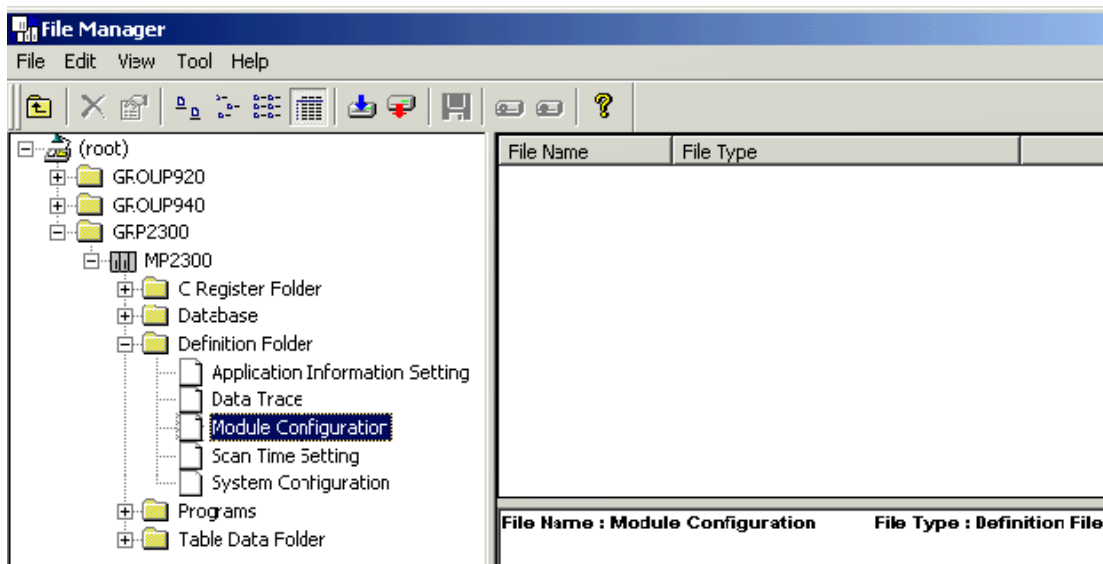 File Manager
File Edit View Tool Help
(root)
GROUP920
GROUP940
GRP2300
MP2300
C Register Folder
Database
Definition Folder
Application Information Setting
Data Trace
Module Configuration
Scan Time Setting
System Configuration
Programs
Table Data Folder
File Name File Type
File Name : Module Configuration File Type : Definition File